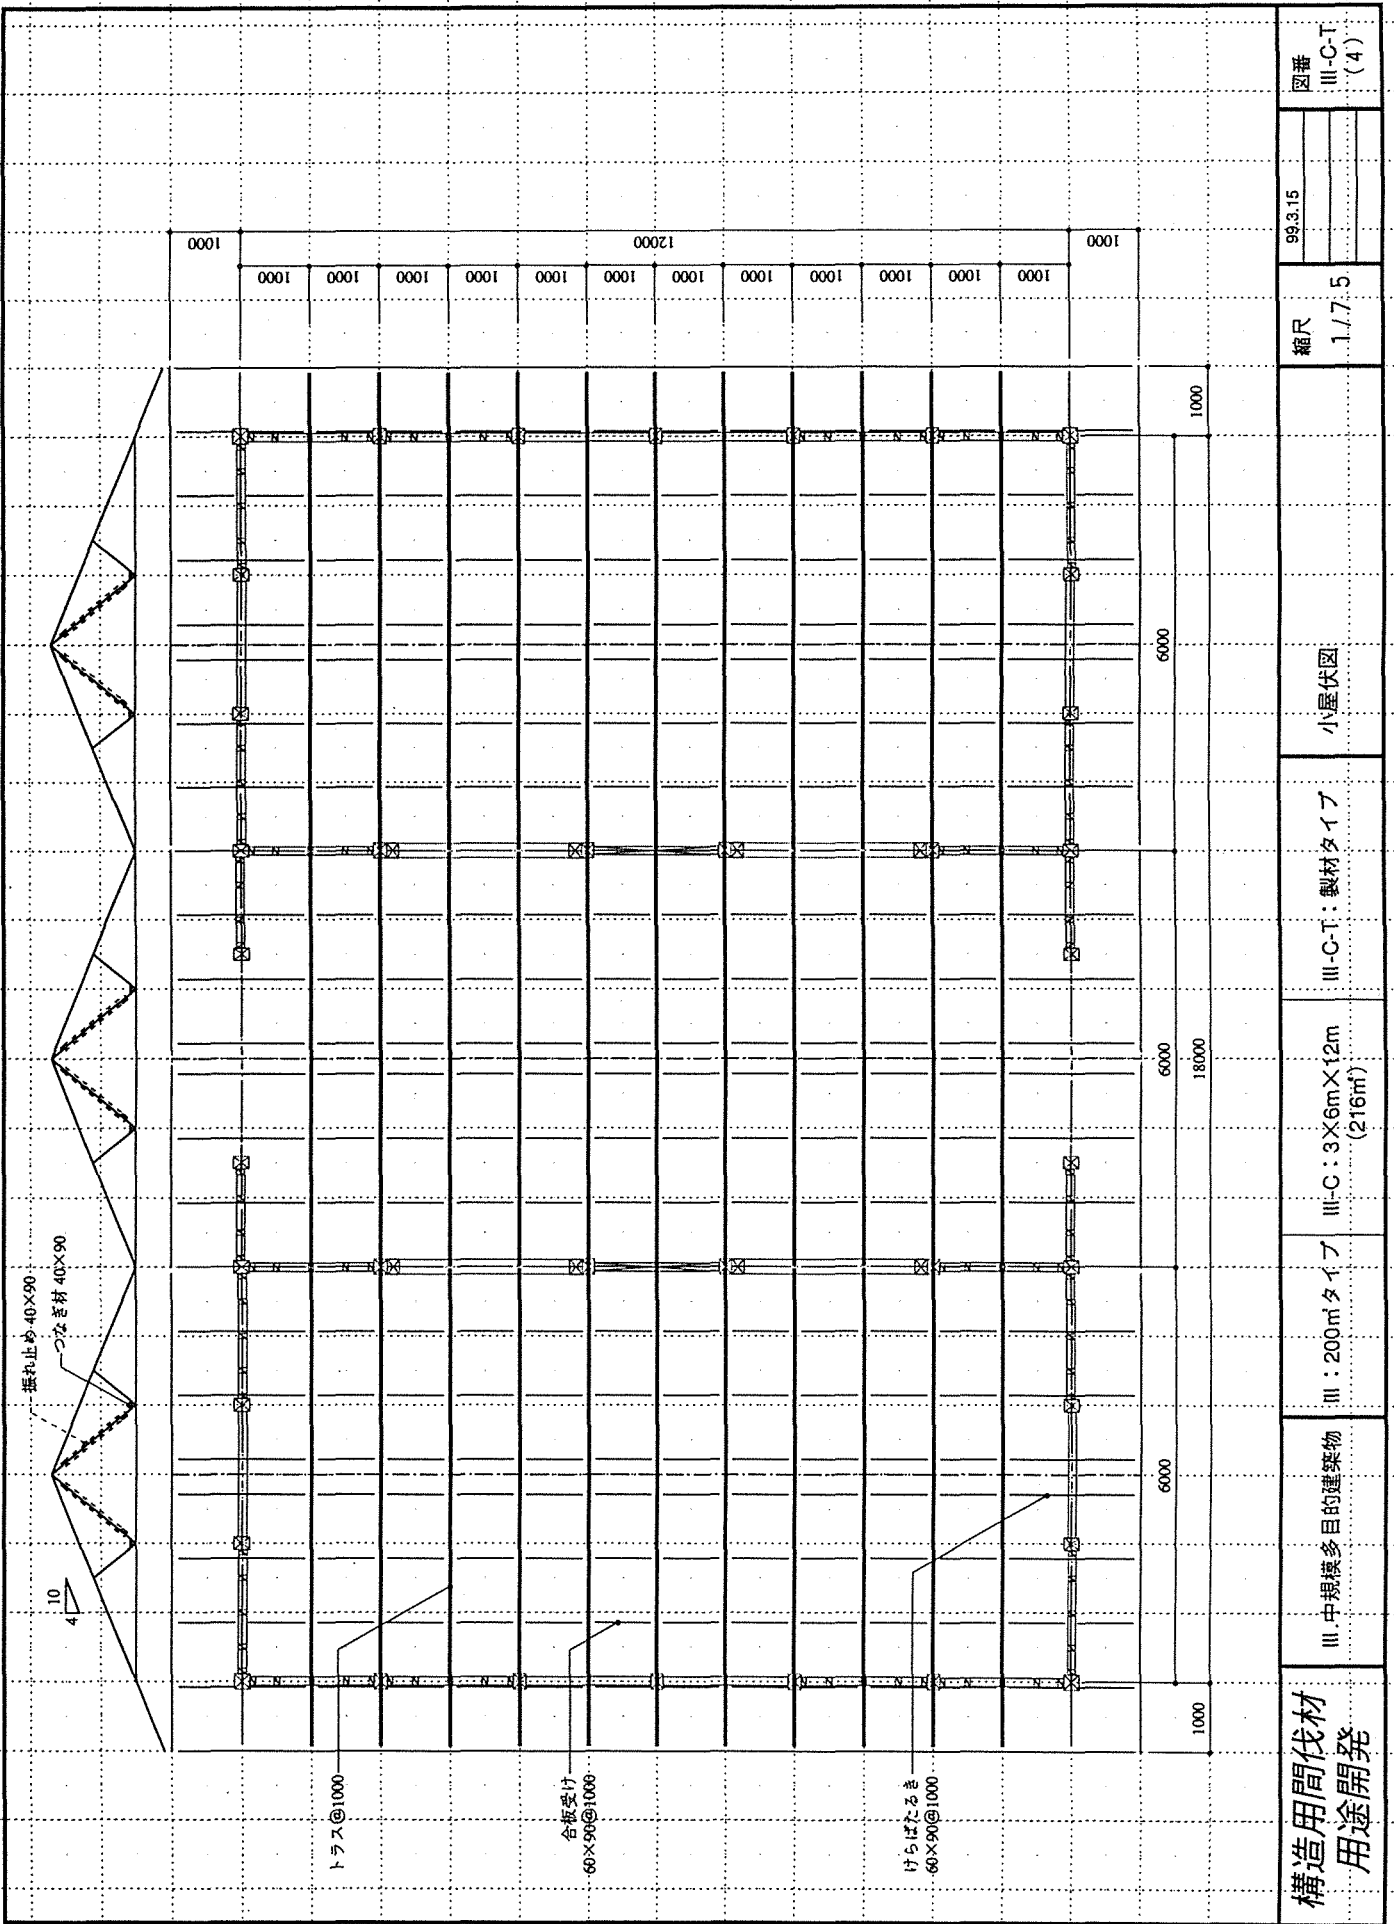 振れ止め 40×90
つなぎ材 40×90
10
4
トラス@1000
合板受け
60×90@1000
けらばたるき
60×90@1000
1000
6000
6000
6000
1000
18000
1000
12000
1000
1000
1000
1000
1000
1000
1000
1000
1000
1000
1000
1000
1000
構造用間伐材
用途開発
III.中規模多目的建築物
III：200㎡タイプ
III-C：3×6m×12m
(216㎡)
III-C-T：製材タイプ
小屋伏図
縮尺
1/75
99.3.15
図番
III-C-T
(4)